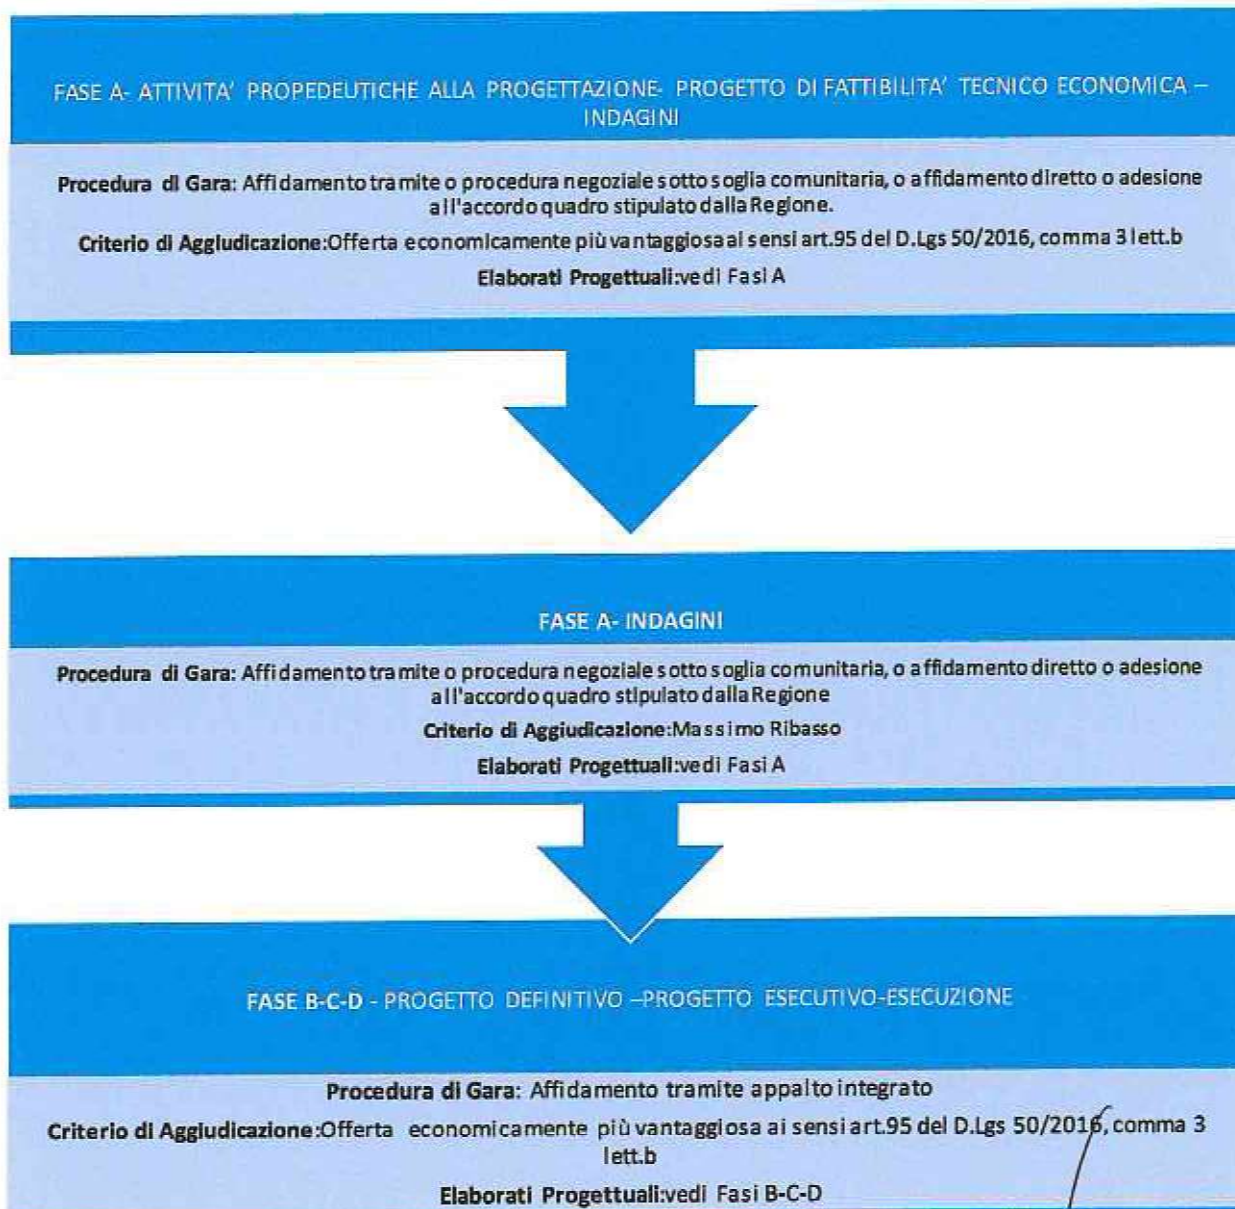 FASE A- ATTIVITA' PROPEDEUTICHE ALLA PROGETTAZIONE- PROGETTO DI FATTIBILITA' TECNICO ECONOMICA –
INDAGINI
Procedura di Gara: Affidamento tramite o procedura negoziale sotto soglia comunitaria, o affidamento diretto o adesione
all'accordo quadro stipulato dalla Regione.
Criterio di Aggiudicazione:Offerta economicamente più vantaggiosa ai sensi art.95 del D.Lgs 50/2016, comma 3 lett.b
Elaborati Progettuali:vedi Fasi A
FASE A- INDAGINI
Procedura di Gara: Affidamento tramite o procedura negoziale sotto soglia comunitaria, o affidamento diretto o adesione
all'accordo quadro stipulato dalla Regione
Criterio di Aggiudicazione:Massimo Ribasso
Elaborati Progettuali:vedi Fasi A
FASE B-C-D - PROGETTO DEFINITIVO –PROGETTO ESECUTIVO-ESECUZIONE
Procedura di Gara: Affidamento tramite appalto integrato
Criterio di Aggiudicazione:Offerta economicamente più vantaggiosa ai sensi art.95 del D.Lgs 50/2016, comma 3
lett.b
Elaborati Progettuali:vedi Fasi B-C-D